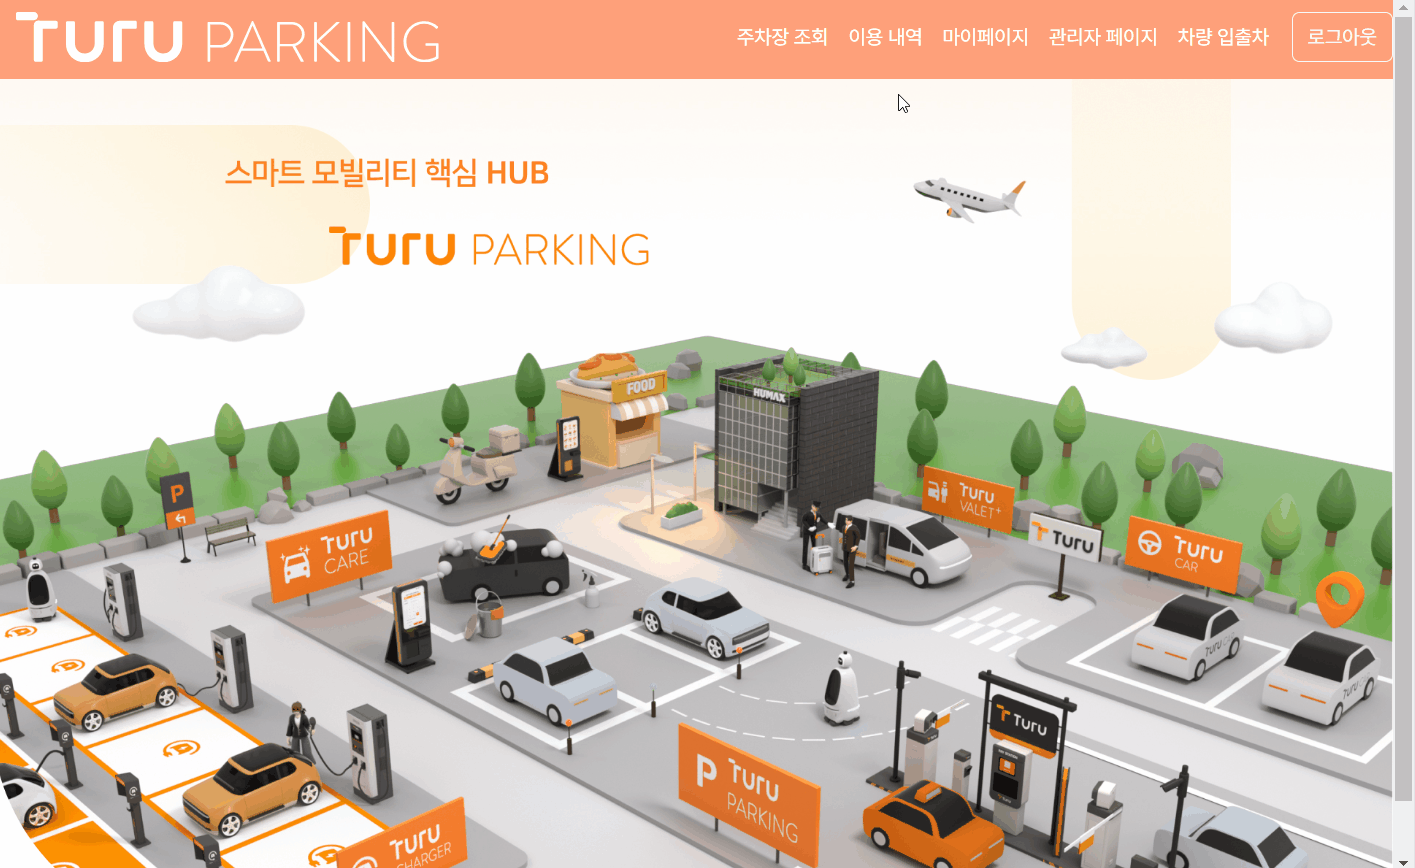 TURU PARKING
주차장 조회 이용 내역 마이페이지 관리자 페이지 차량 입출차 로그아웃
스마트 모빌리티 핵심 HUB
TURU PARKING
FOOD
HUMAX
P
TURU
VALET+
TURU
CARE
TURU
TURU
CAR
TURU
P TURU
PARKING
TURU
CHARGER